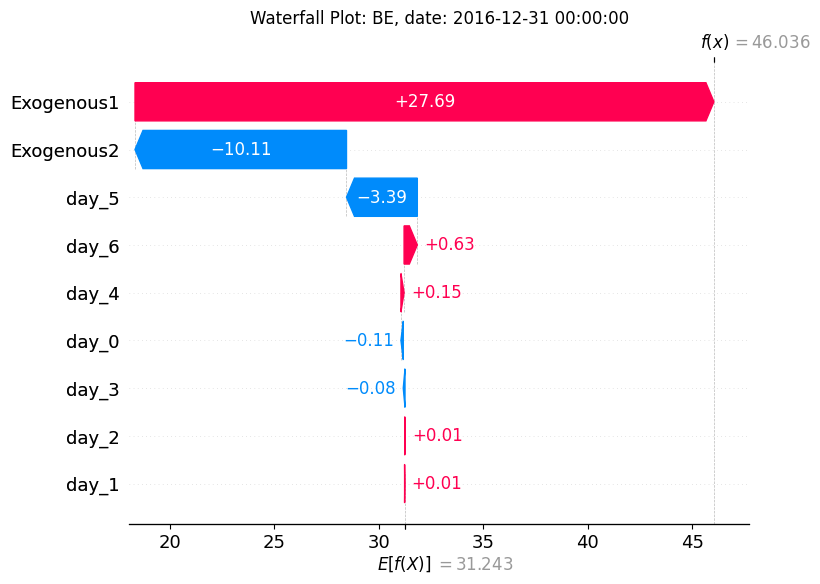 Waterfall Plot: BE, date: 2016-12-31 00:00:00
f(x) = 46.036
Exogenous1 +27.69
Exogenous2 −10.11
day_5 −3.39
day_6 +0.63
day_4 +0.15
day_0 −0.11
day_3 −0.08
day_2 +0.01
day_1 +0.01
20 25 30 35 40 45
E[f(X)] = 31.243